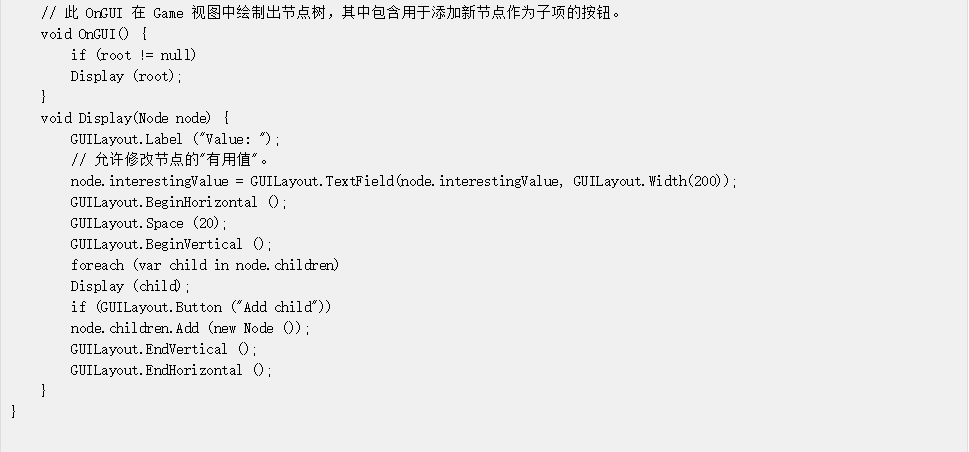 // 此 OnGUI 在 Game 视图中绘制出节点树，其中包含用于添加新节点作为子项的按钮。
void OnGUI() {
if (root != null)
Display (root);
}
void Display(Node node) {
GUILayout.Label ("Value: ");
// 允许修改节点的"有用值"。
node.interestingValue = GUILayout.TextField(node.interestingValue, GUILayout.Width(200));
GUILayout.BeginHorizontal ();
GUILayout.Space (20);
GUILayout.BeginVertical ();
foreach (var child in node.children)
Display (child);
if (GUILayout.Button ("Add child"))
node.children.Add (new Node ());
GUILayout.EndVertical ();
GUILayout.EndHorizontal ();
}
}